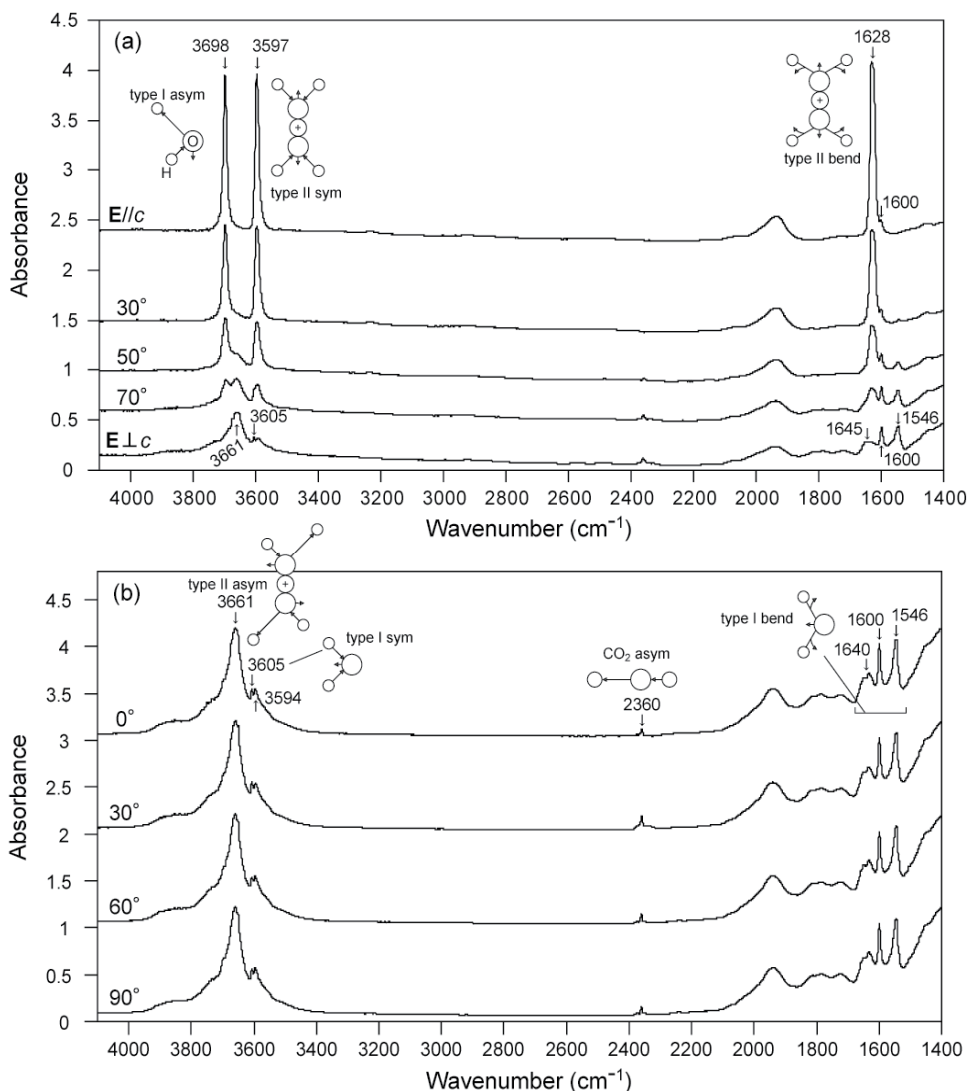 (a)
4.5
4
3.5
3
2.5
2
1.5
1
0.5
0
Absorbance
3698
3597
1628
type I asym
O
H
+
type II sym
+
type II bend
1600
E//c
30°
50°
70°
E⊥c
3661
3605
1645
1600
1546
4000 3800 3600 3400 3200 3000 2800 2600 2400 2200 2000 1800 1600 1400
Wavenumber (cm⁻¹)
(b)
4.5
4
3.5
3
2.5
2
1.5
1
0.5
0
Absorbance
type II asym
+
3661
type I sym
3605
3594
CO₂ asym
2360
type I bend
1640
1600
1546
0°
30°
60°
90°
4000 3800 3600 3400 3200 3000 2800 2600 2400 2200 2000 1800 1600 1400
Wavenumber (cm⁻¹)